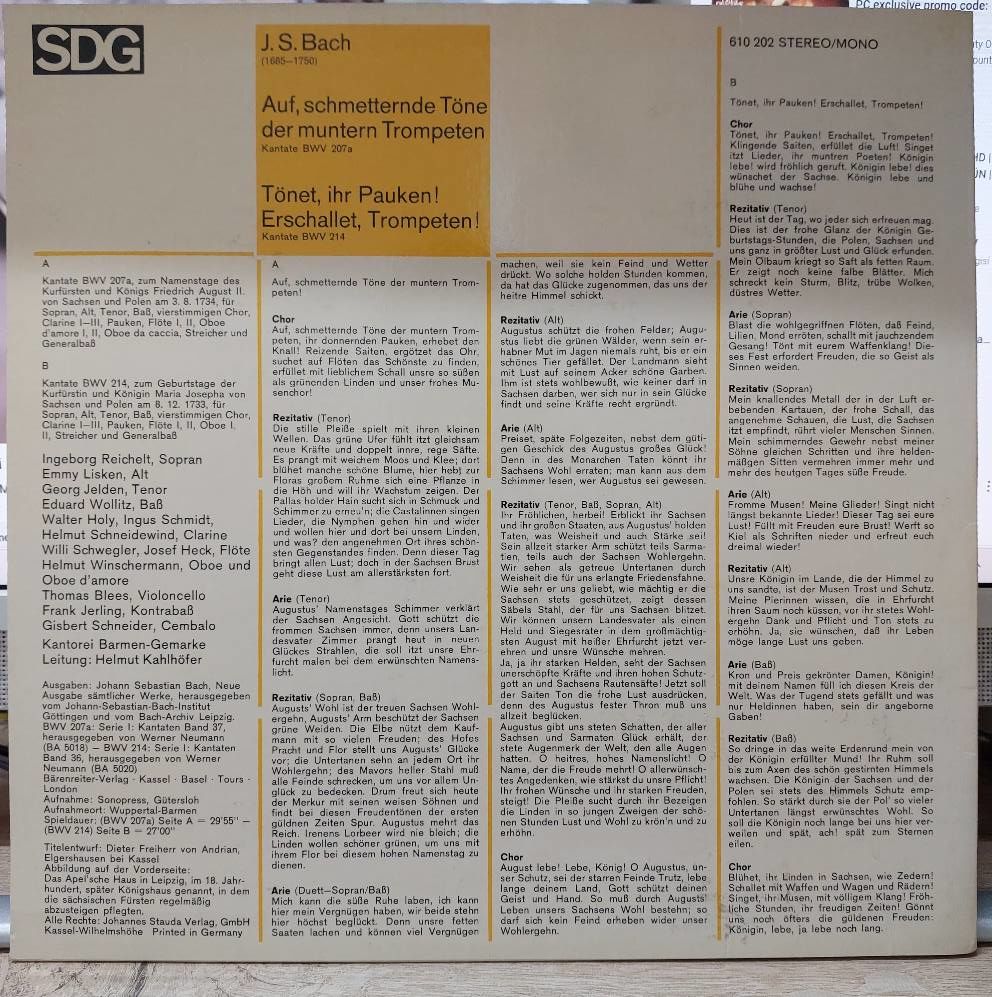 SDG
J. S. Bach
(1685—1750)
Auf, schmetternde Töne
der muntern Trompeten
Kantate BWV 207a
Tönet, ihr Pauken!
Erschallet, Trompeten!
Kantate BWV 214
610 202 STEREO/MONO
A
Kantate BWV 207a, zum Namenstage des
Kurfürsten und Königs Friedrich August II.
von Sachsen und Polen am 3. 8. 1734, für
Sopran, Alt, Tenor, Baß, vierstimmigen Chor,
Clarine I—III, Pauken, Flöte I, II, Oboe
d'amore I, II, Oboe da caccia, Streicher und
Generalbaß
B
Kantate BWV 214, zum Geburtstage der
Kurfürstin und Königin Maria Josepha von
Sachsen und Polen am 8. 12. 1733, für
Sopran, Alt, Tenor, Baß, vierstimmigen Chor,
Clarine I—III, Pauken, Flöte I, II, Oboe I,
II, Streicher und Generalbaß
Ingeborg Reichelt, Sopran
Emmy Lisken, Alt
Georg Jelden, Tenor
Eduard Wollitz, Baß
Walter Holy, Ingus Schmidt,
Helmut Schneidewind, Clarine
Willi Schwegler, Josef Heck, Flöte
Helmut Winschermann, Oboe und
Oboe d'amore
Thomas Blees, Violoncello
Frank Jerling, Kontrabaß
Gisbert Schneider, Cembalo
Kantorei Barmen-Gemarke
Leitung: Helmut Kahlhöfer
Ausgaben: Johann Sebastian Bach, Neue
Ausgabe sämtlicher Werke, herausgegeben
vom Johann-Sebastian-Bach-Institut
Göttingen und vom Bach-Archiv Leipzig.
BWV 207a: Serie I: Kantaten Band 37,
herausgegeben von Werner Neumann
(BA 5018) — BWV 214: Serie I: Kantaten
Band 36, herausgegeben von Werner
Neumann (BA 5020)
Bärenreiter-Verlag · Kassel · Basel · Tours ·
London
Aufnahme: Sonopress, Gütersloh
Aufnahmeort: Wuppertal-Barmen
Spieldauer: (BWV 207a) Seite A = 29'55'' —
(BWV 214) Seite B = 27'00''
Titelentwurf: Dieter Freiherr von Andrian,
Elgershausen bei Kassel
Abbildung auf der Vorderseite:
Das Apel'sche Haus in Leipzig, im 18. Jahr-
hundert, später Königshaus genannt, in dem
die sächsischen Fürsten regelmäßig
abzusteigen pflegten.
Alle Rechte: Johannes Stauda Verlag, GmbH
Kassel-Wilhelmshöhe Printed in Germany
A
Auf, schmetternde Töne der muntern Trom-
peten!
Chor
Auf, schmetternde Töne der muntern Trom-
peten, ihr donnernden Pauken, erhebet den
Knall! Reizende Saiten, ergötzet das Ohr,
suchet auf Flöten das Schönste zu finden,
erfüllet mit lieblichem Schall unsre so süßen
als grünenden Linden und unser frohes Mu-
senchor!
Rezitativ (Tenor)
Die stille Pleiße spielt mit ihren kleinen
Wellen. Das grüne Ufer fühlt itzt gleichsam
neue Kräfte und doppelt innre, rege Säfte.
Es prangt mit weichem Moos und Klee; dort
blühet manche schöne Blume, hier hebt zur
Floras großem Ruhme sich eine Pflanze in
die Höh und will ihr Wachstum zeigen. Der
Pallas holder Hain sucht sich in Schmuck und
Schimmer zu erneu'n; die Castalinnen singen
Lieder, die Nymphen gehen hin und wider
und wollen hier und dort bei unsern Linden,
und was? den angenehmen Ort ihres schön-
sten Gegenstandes finden. Denn dieser Tag
bringt allen Lust; doch in der Sachsen Brust
geht diese Lust am allerstärksten fort.
Arie (Tenor)
Augustus' Namenstages Schimmer verklärt
der Sachsen Angesicht. Gott schützt die
frommen Sachsen immer, denn unsers Lan-
desvater Zimmer prangt heut in neuen
Glückes Strahlen, die soll itzt unsre Ehr-
furcht malen bei dem erwünschten Namens-
licht.
Rezitativ (Sopran, Baß)
Augusts' Wohl ist der treuen Sachsen Wohl-
ergehn, Augusts' Arm beschützt der Sachsen
grüne Weiden. Die Elbe nützt dem Kauf-
mann mit so vielen Freuden; des Hofes
Pracht und Flor stellt uns Augusts' Glücke
vor; die Untertanen sehn an jedem Ort ihr
Wohlergehn; des Mavors heller Stahl muß
alle Feinde schrecken, um uns vor allem Un-
glück zu bedecken. Drum freut sich heute
der Merkur mit seinen weisen Söhnen und
findt bei diesen Freudentönen der ersten
güldnen Zeiten Spur. Augustus mehrt das
Reich. Irenens Lorbeer wird nie bleich; die
Linden wollen schöner grünen, um uns mit
ihrem Flor bei diesem hohen Namenstag zu
dienen.
Arie (Duett—Sopran/Baß)
Mich kann die süße Ruhe laben, ich kann
hier mein Vergnügen haben, wir beide stehn
hier höchst beglückt. Denn unsre fetten
Saaten lachen und können viel Vergnügen
machen, weil sie kein Feind und Wetter
drückt. Wo solche holden Stunden kommen,
da hat das Glücke zugenommen, das uns der
heitre Himmel schickt.
Rezitativ (Alt)
Augustus schützt die frohen Felder; Augu-
stus liebt die grünen Wälder, wenn sein er-
habner Mut im Jagen niemals ruht, bis er ein
schönes Tier gefället. Der Landmann sieht
mit Lust auf seinem Acker schöne Garben.
Ihm ist stets wohlbewußt, wie keiner darf in
Sachsen darben, wer sich nur in sein Glücke
findt und seine Kräfte recht ergründt.
Arie (Alt)
Preiset, späte Folgezeiten, nebst dem güti-
gen Geschick des Augustus großes Glück!
Denn in des Monarchen Taten könnt ihr
Sachsens Wohl erraten; man kann aus dem
Schimmer lesen, wer Augustus sei gewesen.
Rezitativ (Tenor, Baß, Sopran, Alt)
Ihr Fröhlichen, herbei! Erblickt ihr Sachsen
und ihr großen Staaten, aus Augustus' holden
Taten, was Weisheit und auch Stärke sei!
Sein allzeit starker Arm schützt teils Sarma-
tien, teils auch der Sachsen Wohlergehn.
Wir sehen als getreue Untertanen durch
Weisheit die für uns erlangte Friedensfahne.
Wie sehr er uns geliebt, wie mächtig er die
Sachsen stets geschützet, zeigt dessen
Säbels Stahl, der für uns Sachsen blitzet.
Wir können unsern Landesvater als einen
Held und Siegesrater in dem großmächtig-
sten August mit heißer Ehrfurcht jetzt ver-
ehren und unsre Wünsche mehren.
Ja, ja ihr starken Helden, seht der Sachsen
unerschöpfte Kräfte und ihren hohen Schutz-
gott an und Sachsens Rautensäfte! Jetzt soll
der Saiten Ton die frohe Lust ausdrücken,
denn des Augustus fester Thron muß uns
allzeit beglücken.
Augustus gibt uns steten Schatten, der aller
Sachsen und Sarmaten Glück erhält, der
stete Augenmerk der Welt, den alle Augen
hatten. O heitres, hohes Namenslicht! O
Name, der die Freude mehrt! O allerwünsch-
tes Angedenken, wie stärkst du unsre Pflicht!
Ihr frohen Wünsche und ihr starken Freuden,
steigt! Die Pleiße sucht durch ihr Bezeigen
die Linden in so jungen Zweigen der schö-
nen Stunden Lust und Wohl zu krön'n und zu
erhöhn.
Chor
August lebe! Lebe, König! O Augustus, un-
ser Schutz, sei der starren Feinde Trutz, lebe
lange deinem Land, Gott schützt deinen
Geist und Hand. So muß durch Augusts'
Leben unsers Sachsens Wohl bestehn; so
darf sich kein Feind erheben wider unser
Wohlergehn.
B
Tönet, ihr Pauken! Erschallet, Trompeten!
Chor
Tönet, ihr Pauken! Erschallet, Trompeten!
Klingende Saiten, erfüllet die Luft! Singet
itzt Lieder, ihr muntren Poeten! Königin
lebe! wird fröhlich geruft. Königin lebe! dies
wünschet der Sachse. Königin lebe und
blühe und wachse!
Rezitativ (Tenor)
Heut ist der Tag, wo jeder sich erfreuen mag.
Dies ist der frohe Glanz der Königin Ge-
burtstags-Stunden, die Polen, Sachsen und
uns ganz in größter Lust und Glück erfunden.
Mein Ölbaum kriegt so Saft als fetten Raum.
Er zeigt noch keine falbe Blätter. Mich
schreckt kein Sturm, Blitz, trübe Wolken,
düstres Wetter.
Arie (Sopran)
Blast die wohlgegriffnen Flöten, daß Feind,
Lilien, Mond erröten, schallt mit jauchzendem
Gesang! Tönt mit eurem Waffenklang! Die-
ses Fest erfordert Freuden, die so Geist als
Sinnen weiden.
Rezitativ (Sopran)
Mein knallendes Metall der in der Luft er-
bebenden Kartauen, der frohe Schall, das
angenehme Schauen, die Lust, die Sachsen
itzt empfindt, rührt vieler Menschen Sinnen.
Mein schimmerndes Gewehr nebst meiner
Söhne gleichen Schritten und ihre helden-
mäßgen Sitten vermehren immer mehr und
mehr des heutgen Tages süße Freude.
Arie (Alt)
Fromme Musen! Meine Glieder! Singt nicht
längst bekannte Lieder! Dieser Tag sei eure
Lust! Füllt mit Freuden eure Brust! Werft so
Kiel als Schriften nieder und erfreut euch
dreimal wieder!
Rezitativ (Alt)
Unsre Königin im Lande, die der Himmel zu
uns sandte, ist der Musen Trost und Schutz.
Meine Pierinnen wissen, die in Ehrfurcht
ihren Saum noch küssen, vor ihr stetes Wohl-
ergehn Dank und Pflicht und Ton stets zu
erhöhn. Ja, sie wünschen, daß ihr Leben
möge lange Lust uns geben.
Arie (Baß)
Kron und Preis gekrönter Damen, Königin!
mit deinem Namen füll ich diesen Kreis der
Welt. Was der Tugend stets gefällt und was
nur Heldinnen haben, sein dir angeborne
Gaben!
Rezitativ (Baß)
So dringe in das weite Erdenrund mein von
der Königin erfüllter Mund! Ihr Ruhm soll
bis zum Axen des schön gestirnten Himmels
wachsen. Die Königin der Sachsen und der
Polen sei stets des Himmels Schutz emp-
fohlen. So stärkt durch sie der Pol' so vieler
Untertanen längst erwünschtes Wohl. So
soll die Königin noch lange bei uns hier ver-
weilen und spät, ach! spät zum Sternen
eilen.
Chor
Blühet, ihr Linden in Sachsen, wie Zedern!
Schallet mit Waffen und Wagen und Rädern!
Singet, ihr Musen, mit völligem Klang! Fröh-
liche Stunden, ihr freudigen Zeiten! Gönnt
uns noch öfters die güldenen Freuden:
Königin, lebe, ja lebe noch lang.
PC exclusive promo code: